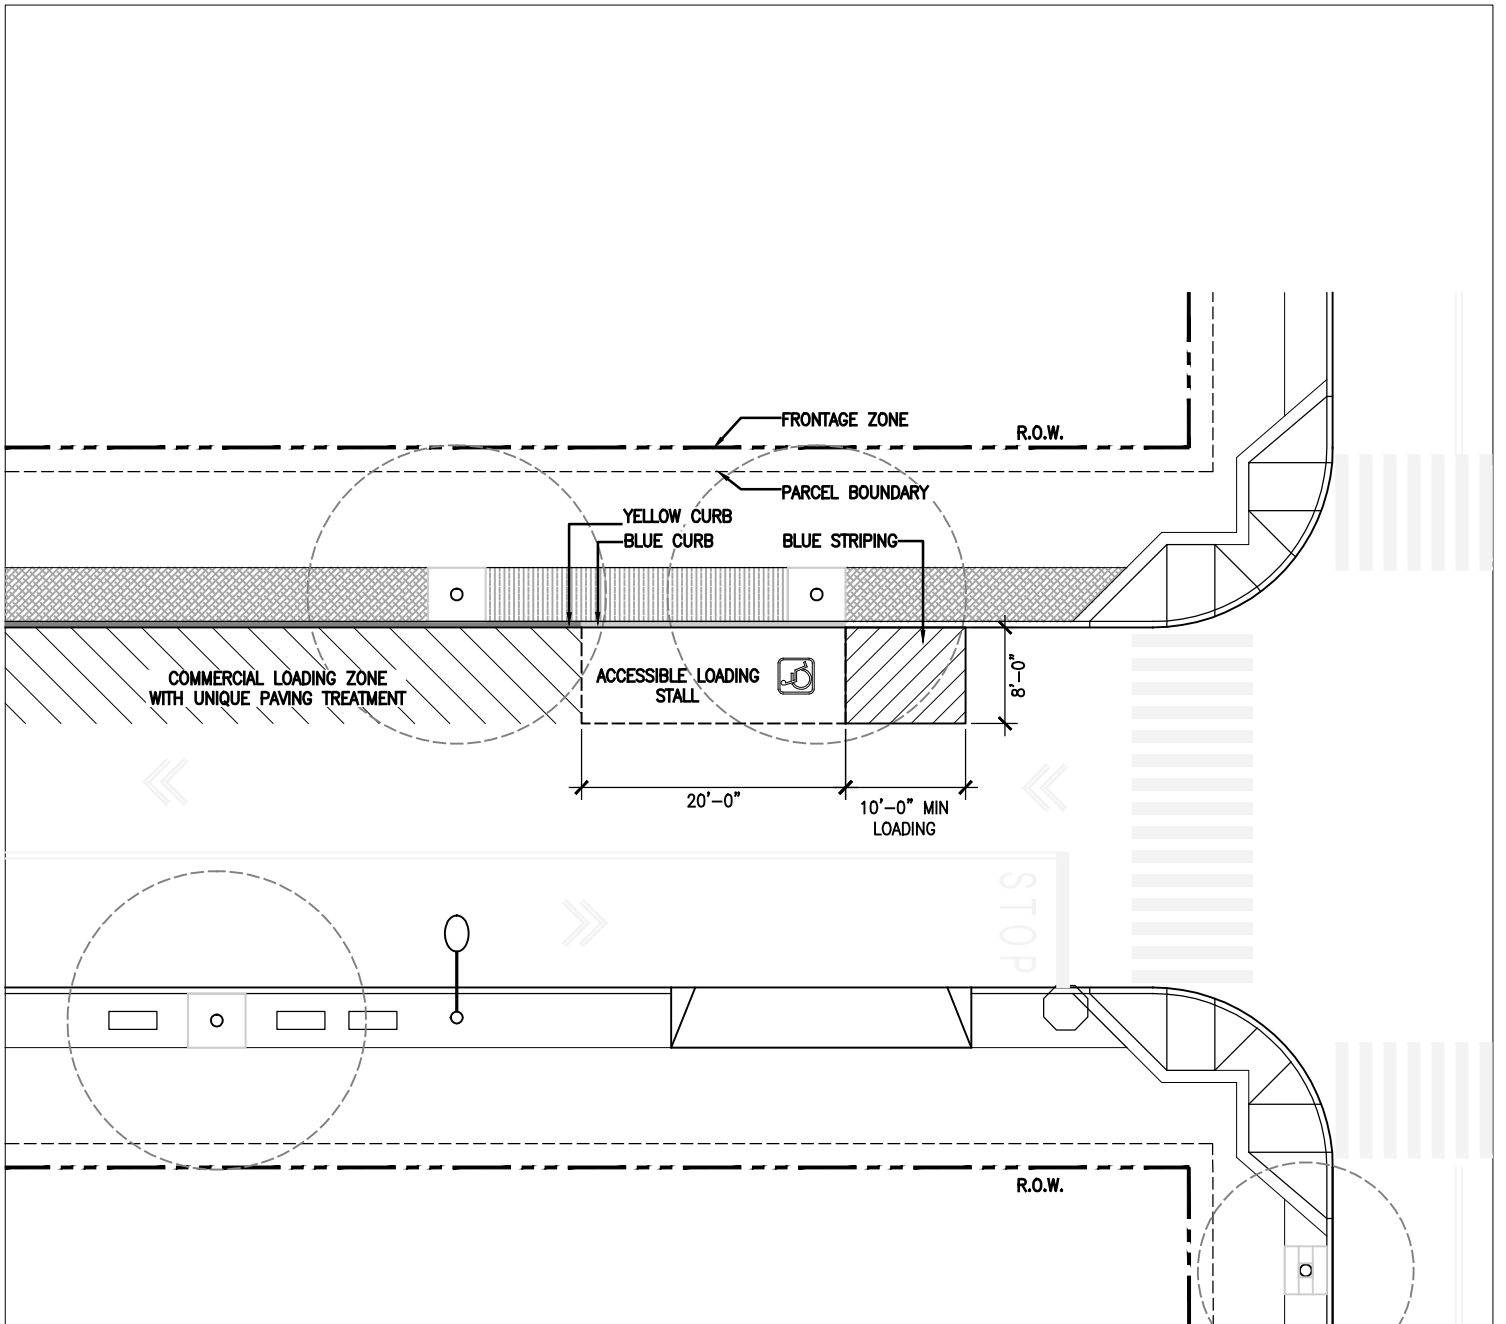 FRONTAGE ZONE
R.O.W.
PARCEL BOUNDARY
YELLOW CURB
BLUE CURB
BLUE STRIPING
COMMERCIAL LOADING ZONE
WITH UNIQUE PAVING TREATMENT
ACCESSIBLE LOADING
STALL
8'-0"
20'-0"
10'-0" MIN
LOADING
STOP
R.O.W.